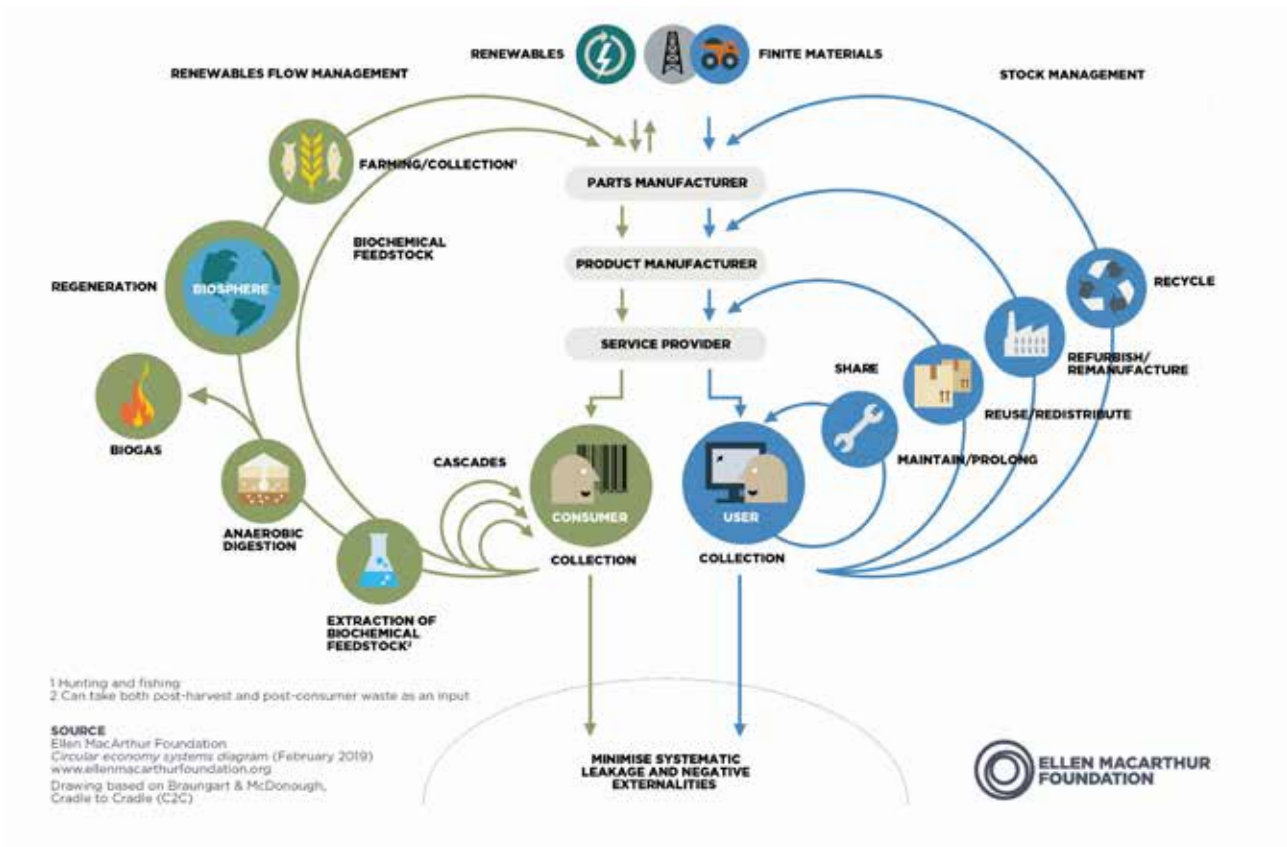 RENEWABLES
FINITE MATERIALS
RENEWABLES FLOW MANAGEMENT
STOCK MANAGEMENT
FARMING/COLLECTION¹
PARTS MANUFACTURER
BIOCHEMICAL
FEEDSTOCK
PRODUCT MANUFACTURER
REGENERATION
BIOSPHERE
RECYCLE
SERVICE PROVIDER
SHARE
REFURBISH/
REMANUFACTURE
REUSE/REDISTRIBUTE
BIOGAS
MAINTAIN/PROLONG
CASCADES
CONSUMER
USER
ANAEROBIC
DIGESTION
COLLECTION
COLLECTION
EXTRACTION OF
BIOCHEMICAL
FEEDSTOCK²
1 Hunting and fishing
2 Can take both post-harvest and post-consumer waste as an input
SOURCE
Ellen MacArthur Foundation
Circular economy systems diagram (February 2019)
www.ellenmacarthurfoundation.org
Drawing based on Braungart & McDonough,
Cradle to Cradle (C2C)
MINIMISE SYSTEMATIC
LEAKAGE AND NEGATIVE
EXTERNALITIES
ELLEN MACARTHUR
FOUNDATION